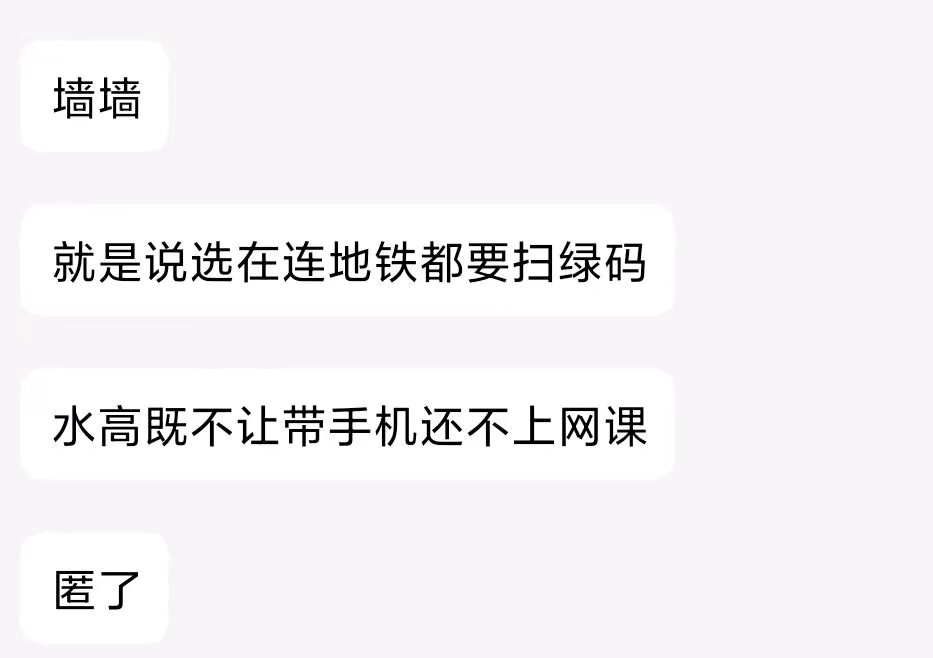 墙墙
就是说选在连地铁都要扫绿码
水高既不让带手机还不上网课
匿了